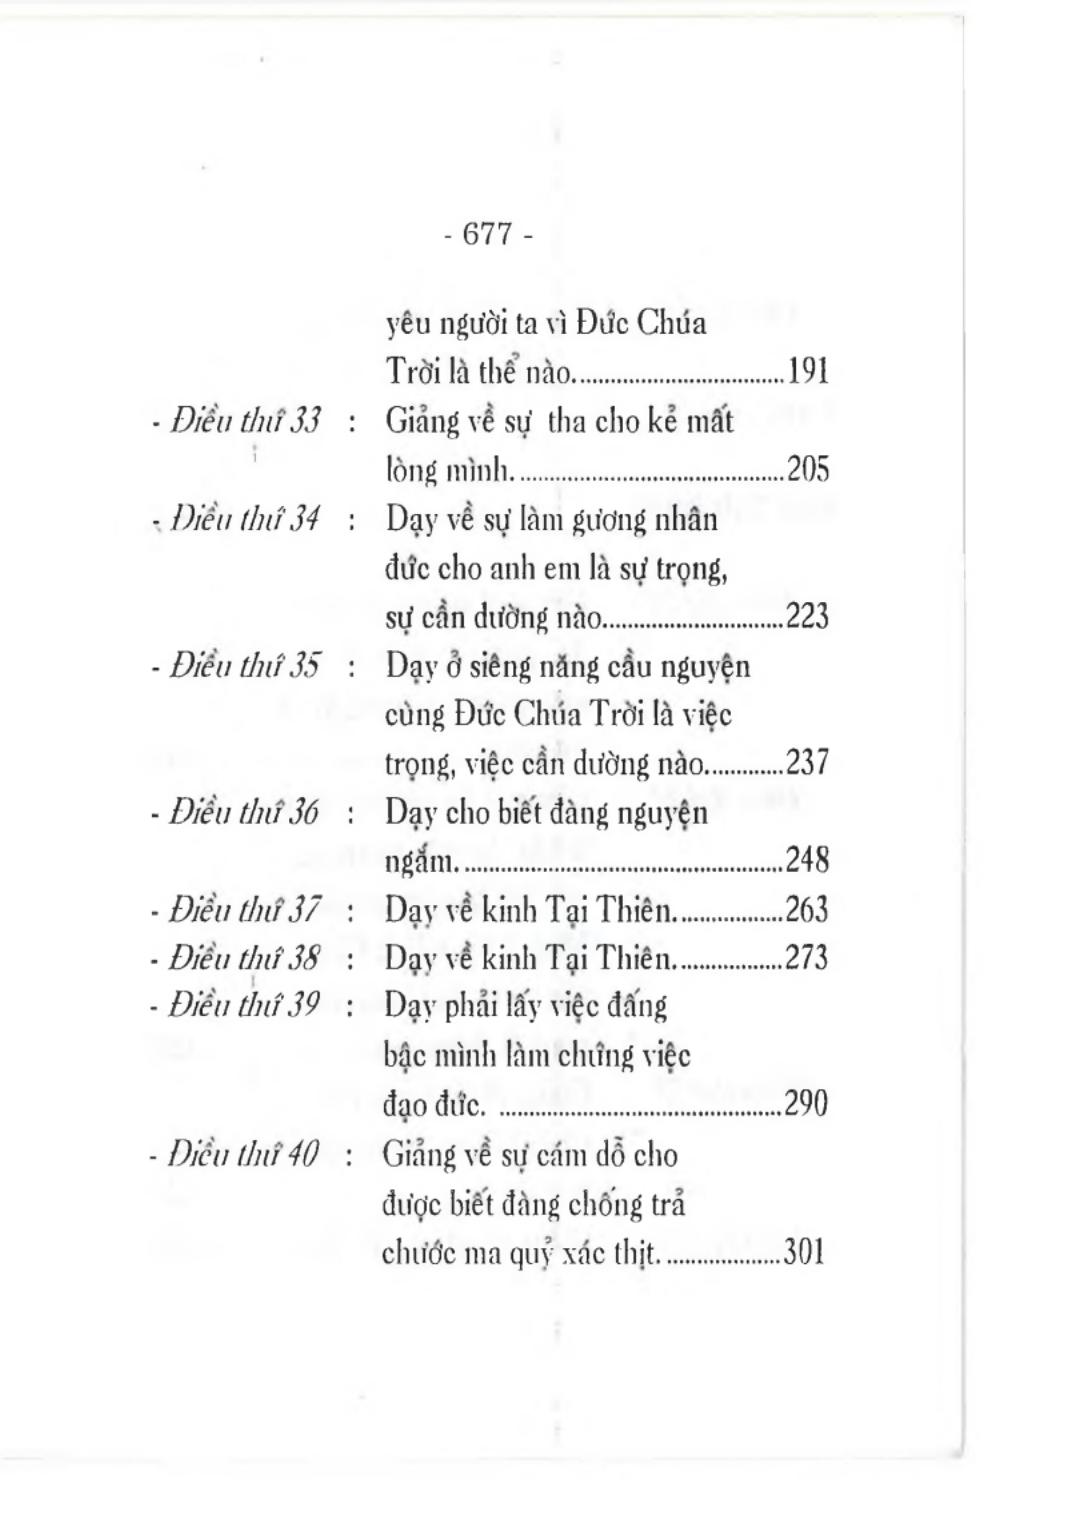 - 677 -
yêu người ta vì Đức Chúa
Trời là thể nào.................................191
- Điều thứ 33 : Giảng về sự tha cho kẻ mất
lòng mình...........................................205
- Điều thứ 34 : Dạy về sự làm gương nhân
đức cho anh em là sự trọng,
sự cần dường nào.............................223
- Điều thứ 35 : Dạy ở siêng năng cầu nguyện
cùng Đức Chúa Trời là việc
trọng, việc cần dường nào.............237
- Điều thứ 36 : Dạy cho biết đàng nguyện
ngắm....................................................248
- Điều thứ 37 : Dạy về kinh Tại Thiên.................263
- Điều thứ 38 : Dạy về kinh Tại Thiên.................273
- Điều thứ 39 : Dạy phải lấy việc đấng
bậc mình làm chứng việc
đạo đức. ..............................................290
- Điều thứ 40 : Giảng về sự cám dỗ cho
được biết đàng chống trả
chước ma quỷ xác thịt. ...................301